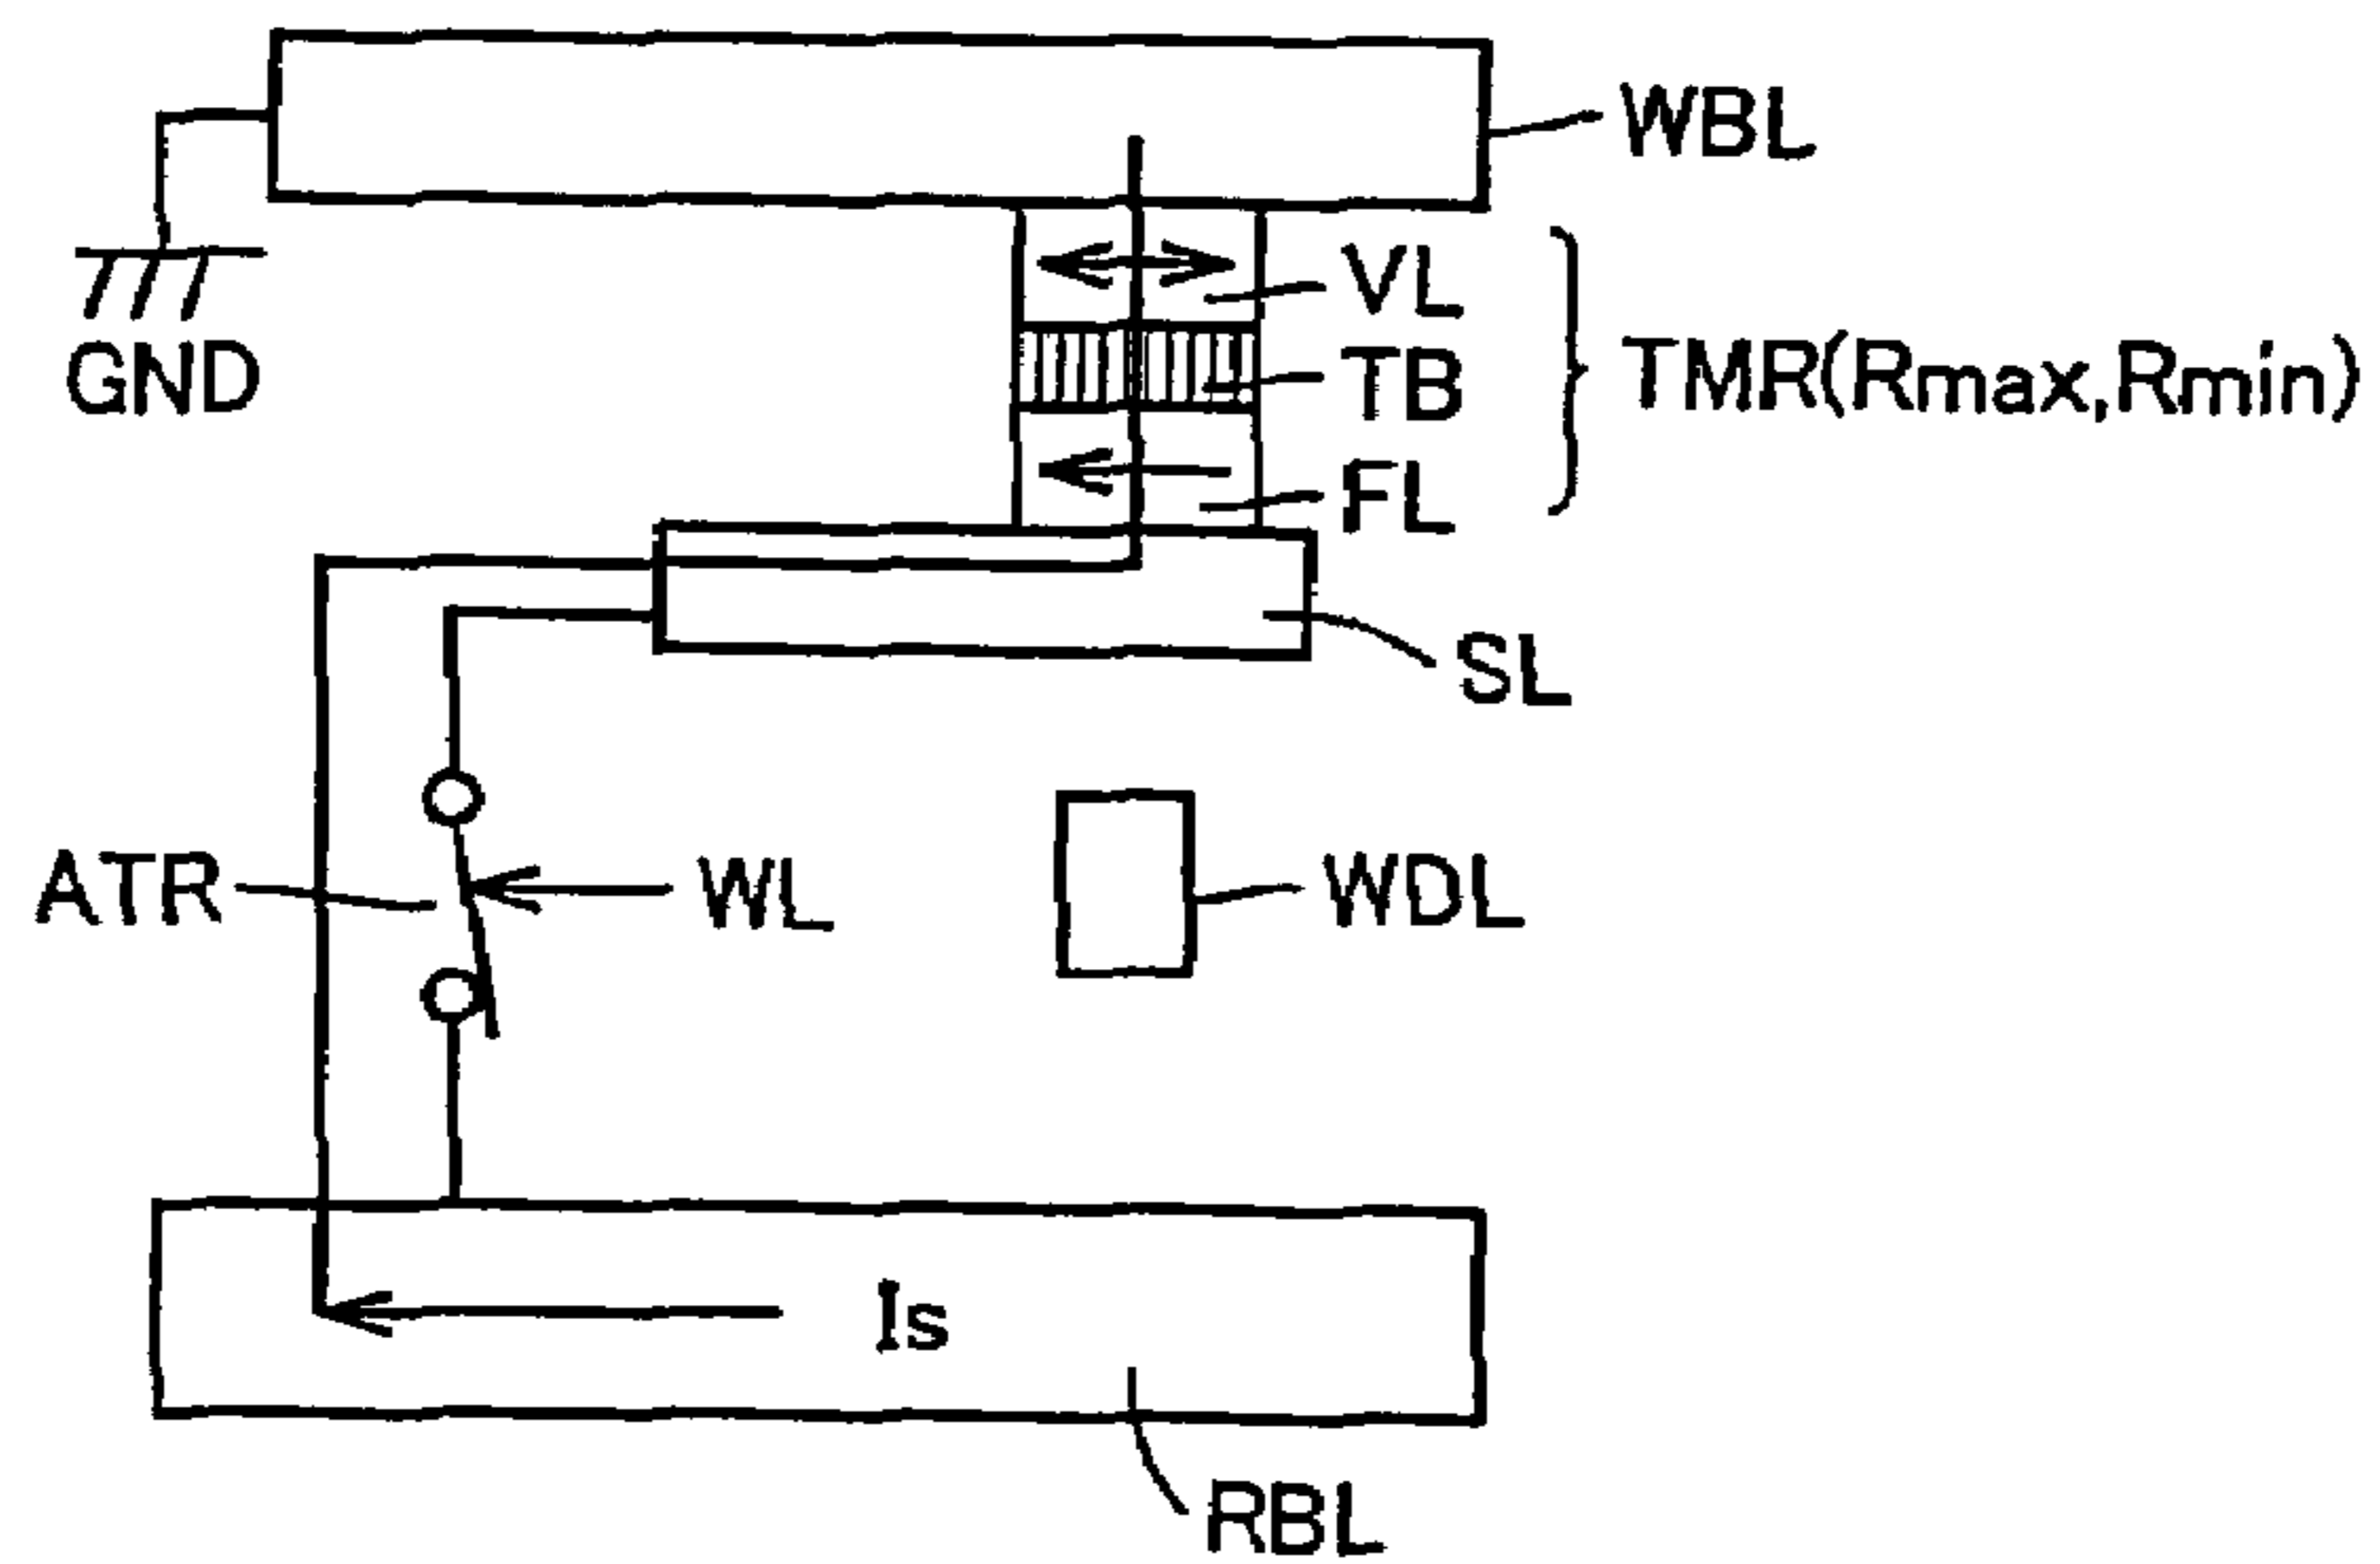 WBL
VL
TB
TMR(Rmax,Rmin)
GND
FL
SL
ATR
WL
WDL
Is
RBL